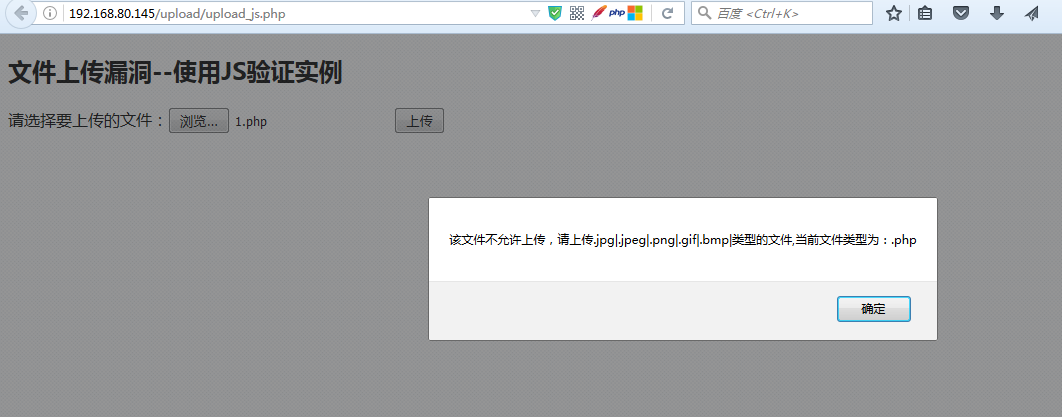 192.168.80.145/upload/upload_js.php
php
百度 <Ctrl+K>
文件上传漏洞--使用JS验证实例
请选择要上传的文件： 浏览... 1.php 上传
该文件不允许上传，请上传.jpg|.jpeg|.png|.gif|.bmp|类型的文件,当前文件类型为：.php
确定